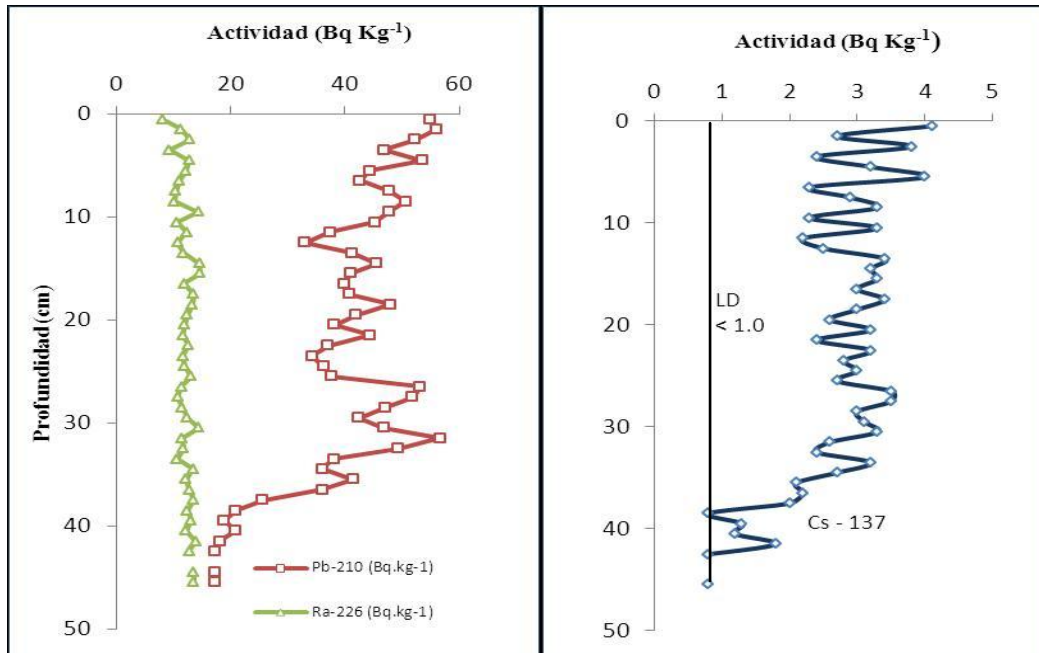 Actividad (Bq Kg⁻¹)
0 20 40 60
0
10
20
30
40
50
Profundidad (cm)
Pb-210 (Bq.kg-1)
Ra-226 (Bq.kg-1)
Actividad (Bq Kg⁻¹)
0 1 2 3 4 5
0
10
20
30
40
50
LD
< 1.0
Cs - 137